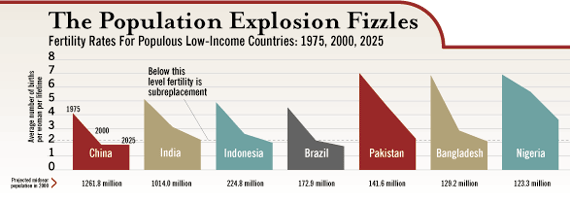 The Population Explosion Fizzles
Fertility Rates For Populous Low-Income Countries: 1975, 2000, 2025
Average number of births
per woman per lifetime
8
7
6
5
4
3
2
1
0
Below this
level fertility is
subreplacement
1975
2000
2025
China
India
Indonesia
Brazil
Pakistan
Bangladesh
Nigeria
Projected midyear
population in 2000
1261.8 million
1014.0 million
224.8 million
172.9 million
141.6 million
129.2 million
123.3 million